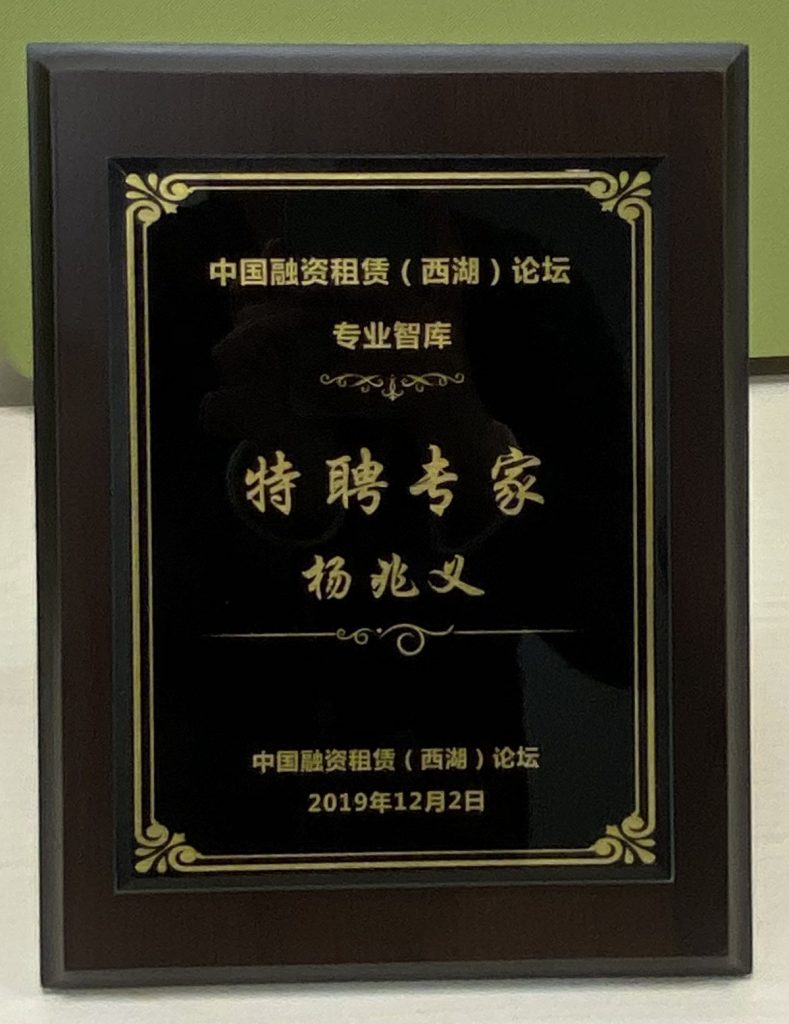 中国融资租赁（西湖）论坛
专业智库
特聘专家
杨兆义
中国融资租赁（西湖）论坛
2019年12月2日